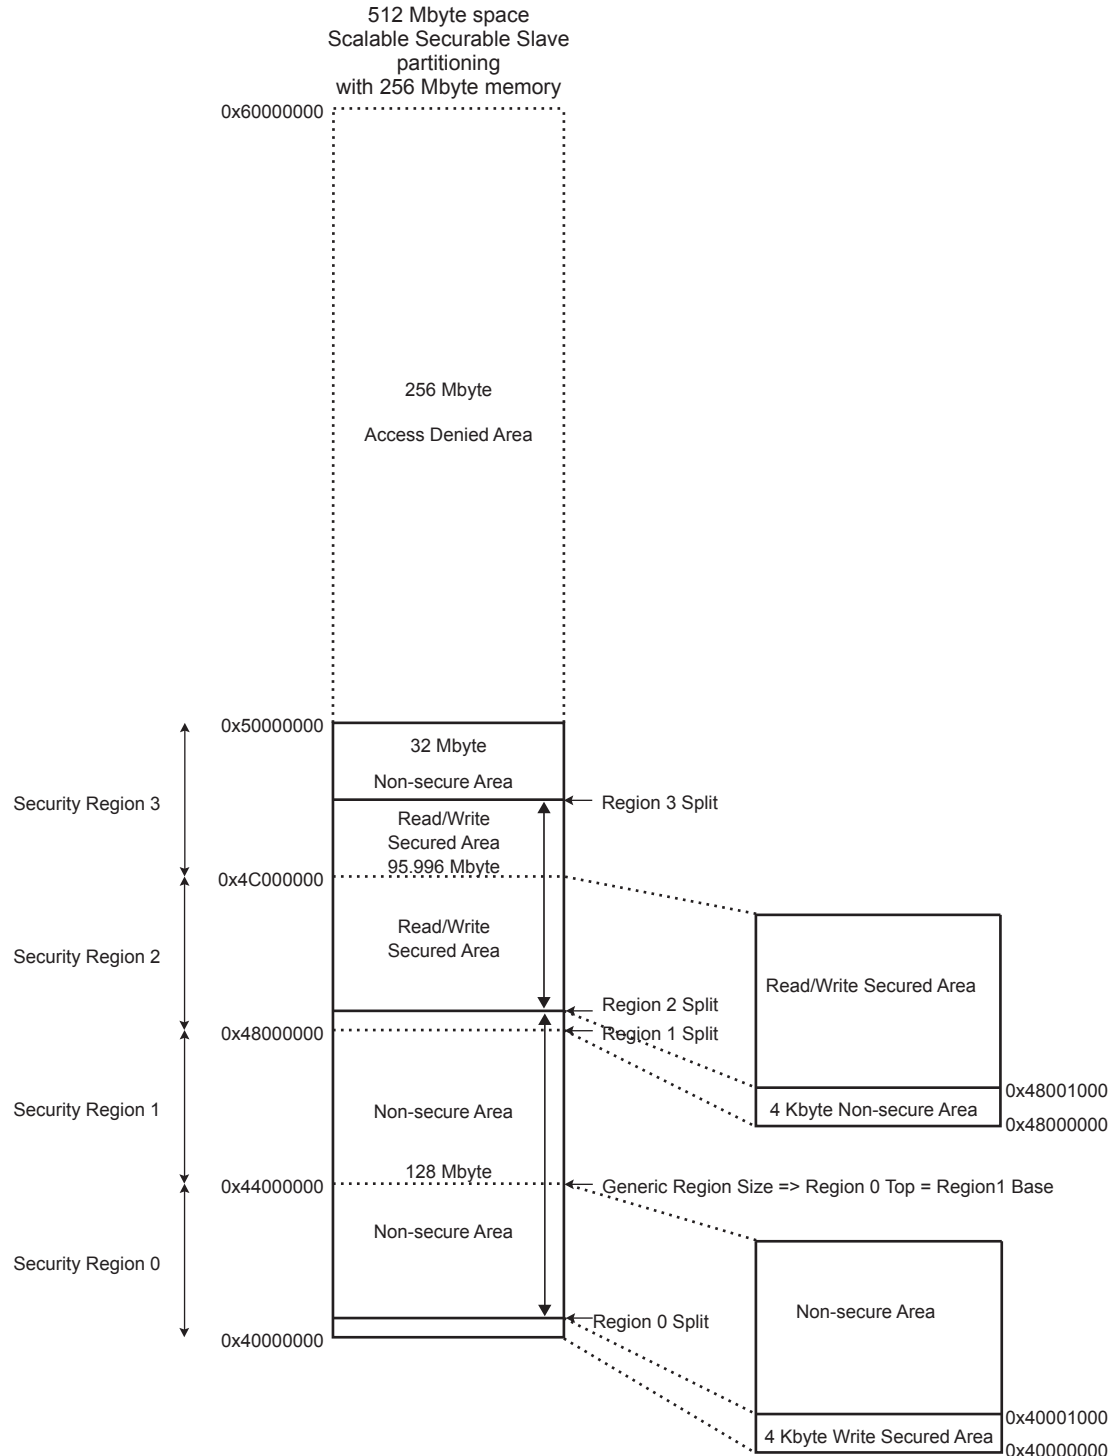 512 Mbyte space
Scalable Securable Slave
partitioning
with 256 Mbyte memory
0x60000000
256 Mbyte
Access Denied Area
0x50000000
32 Mbyte
Non-secure Area
Security Region 3
Region 3 Split
Read/Write
Secured Area
95.996 Mbyte
0x4C000000
Read/Write
Secured Area
Security Region 2
Read/Write Secured Area
Region 2 Split
0x48000000
Region 1 Split
0x48001000
4 Kbyte Non-secure Area
0x48000000
Security Region 1
Non-secure Area
128 Mbyte
0x44000000
Generic Region Size => Region 0 Top = Region1 Base
Non-secure Area
Security Region 0
Non-secure Area
Region 0 Split
0x40000000
0x40001000
4 Kbyte Write Secured Area
0x40000000